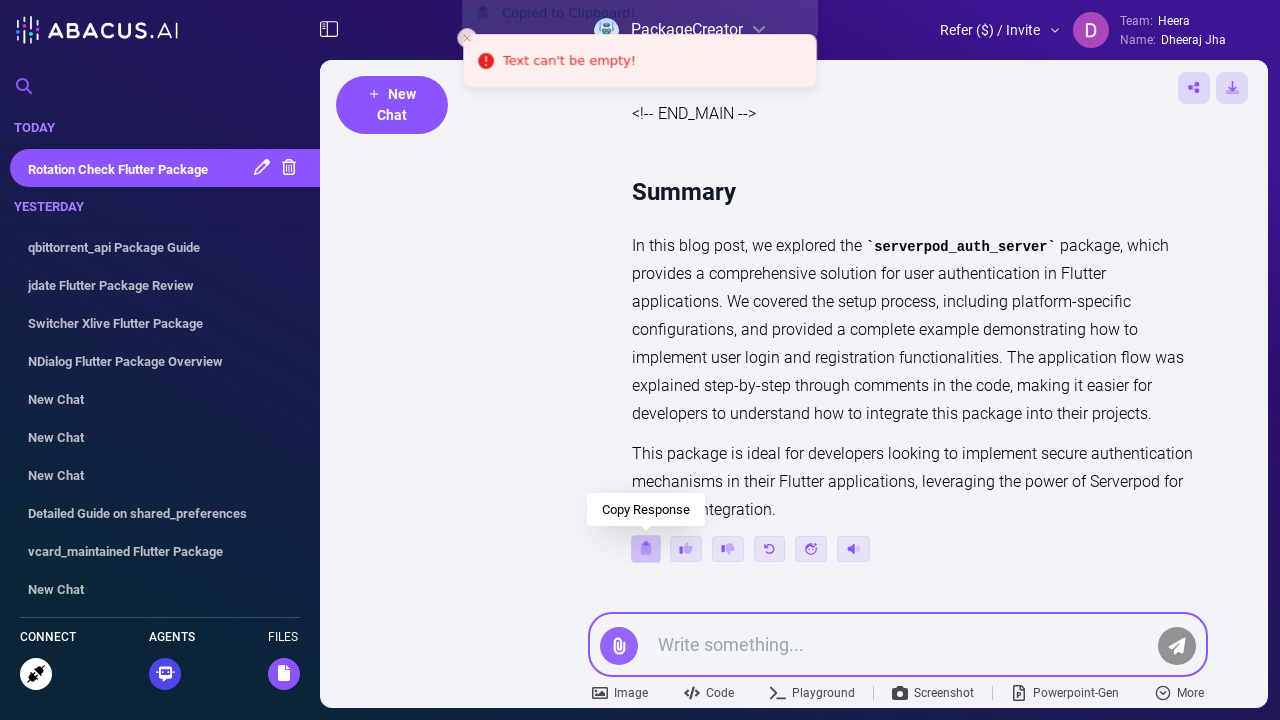 ABACUS.AI
Copied to Clipboard!
PackageCreator
Refer ($) / Invite
D
Team: Heera
Name: Dheeraj Jha
Text can't be empty!
+ New
Chat
TODAY
Rotation Check Flutter Package
YESTERDAY
qbittorrent_api Package Guide
jdate Flutter Package Review
Switcher Xlive Flutter Package
NDialog Flutter Package Overview
New Chat
New Chat
New Chat
Detailed Guide on shared_preferences
vcard_maintained Flutter Package
New Chat
CONNECT AGENTS FILES
<!-- END_MAIN -->
Summary
In this blog post, we explored the `serverpod_auth_server` package, which
provides a comprehensive solution for user authentication in Flutter
applications. We covered the setup process, including platform-specific
configurations, and provided a complete example demonstrating how to
implement user login and registration functionalities. The application flow was
explained step-by-step through comments in the code, making it easier for
developers to understand how to integrate this package into their projects.
This package is ideal for developers looking to implement secure authentication
mechanisms in their Flutter applications, leveraging the power of Serverpod for
ntegration.
Copy Response
Write something...
Image Code Playground Screenshot Powerpoint-Gen More